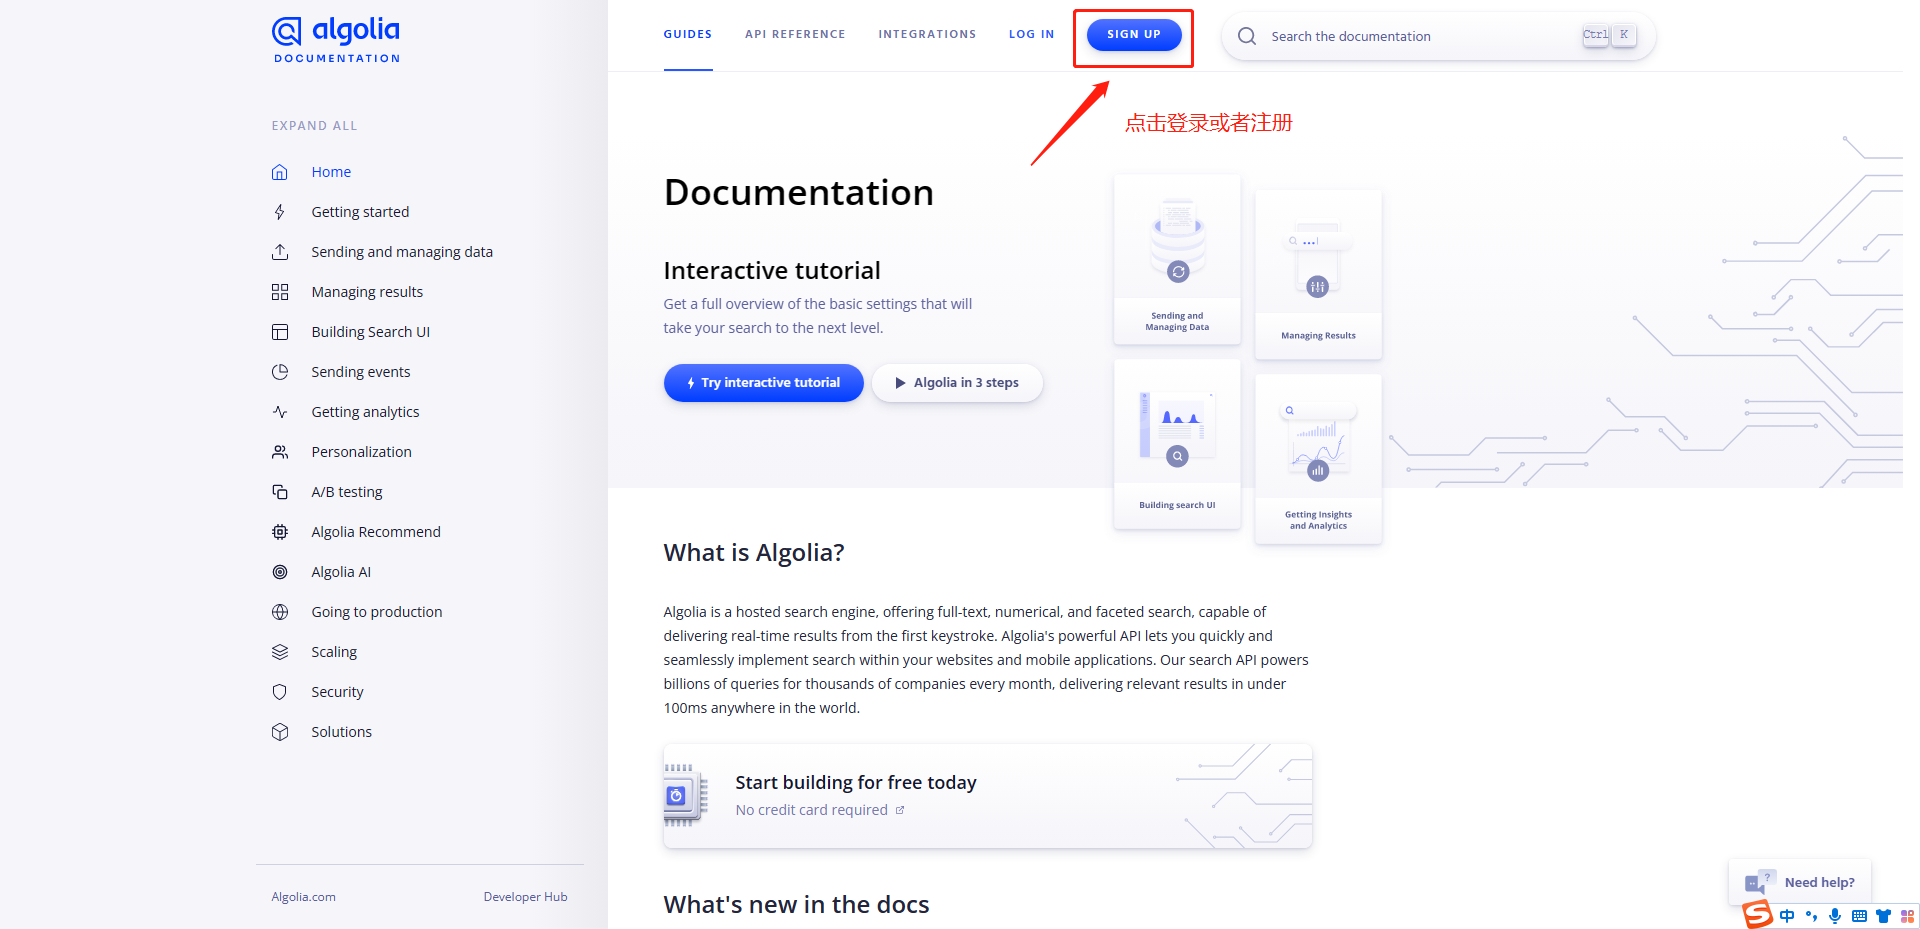 algolia
DOCUMENTATION
EXPAND ALL
Home
Getting started
Sending and managing data
Managing results
Building Search UI
Sending events
Getting analytics
Personalization
A/B testing
Algolia Recommend
Algolia AI
Going to production
Scaling
Security
Solutions
Algolia.com
Developer Hub
GUIDES
API REFERENCE
INTEGRATIONS
LOG IN
SIGN UP
Search the documentation
Ctrl
K
点击登录或者注册
Documentation
Interactive tutorial
Get a full overview of the basic settings that will
take your search to the next level.
Try interactive tutorial
Algolia in 3 steps
Sending and
Managing Data
Managing Results
Building search UI
Getting Insights
and Analytics
What is Algolia?
Algolia is a hosted search engine, offering full-text, numerical, and faceted search, capable of
delivering real-time results from the first keystroke. Algolia's powerful API lets you quickly and
seamlessly implement search within your websites and mobile applications. Our search API powers
billions of queries for thousands of companies every month, delivering relevant results in under
100ms anywhere in the world.
Start building for free today
No credit card required
What's new in the docs
Need help?
中